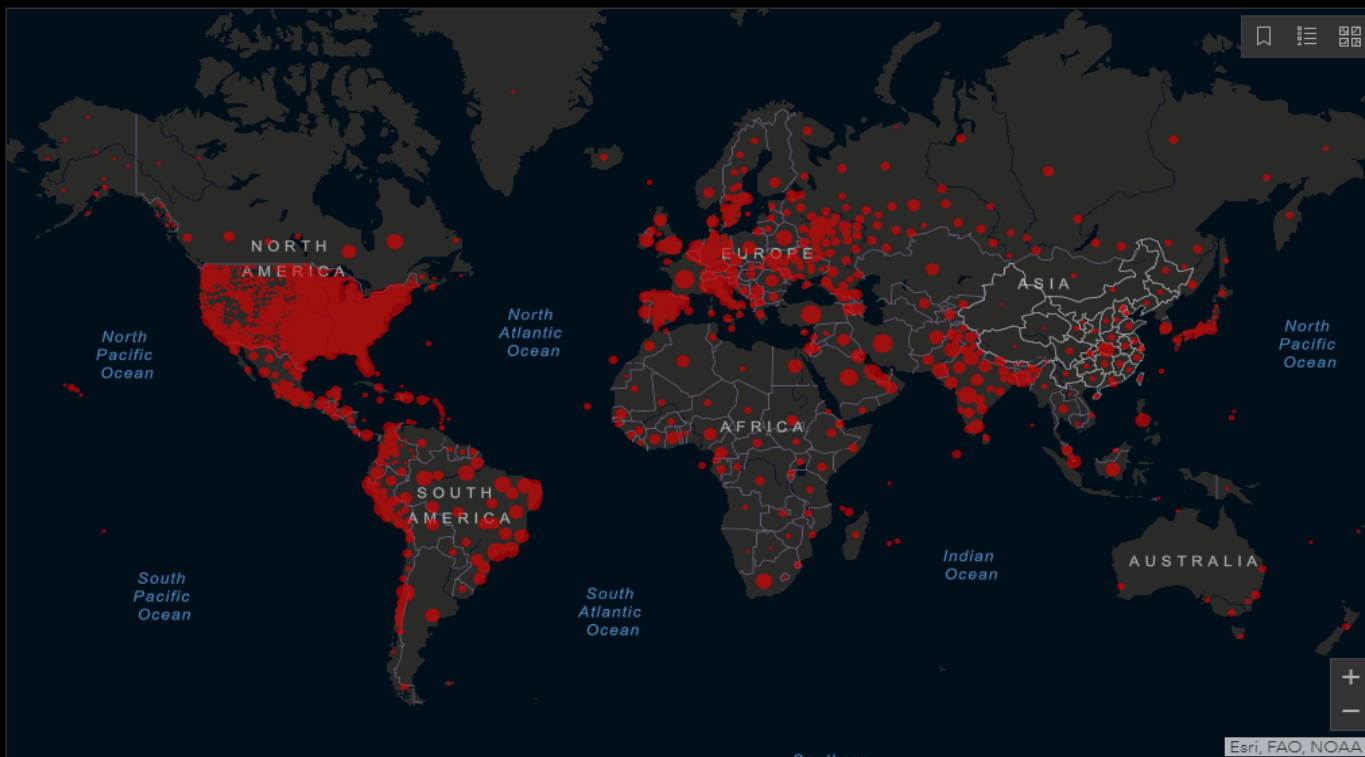 NORTH
AMERICA
EUROPE
ASIA
North
Pacific
Ocean
North
Atlantic
Ocean
North
Pacific
Ocean
AFRICA
SOUTH
AMERICA
South
Pacific
Ocean
South
Atlantic
Ocean
Indian
Ocean
AUSTRALIA
Esri, FAO, NOAA